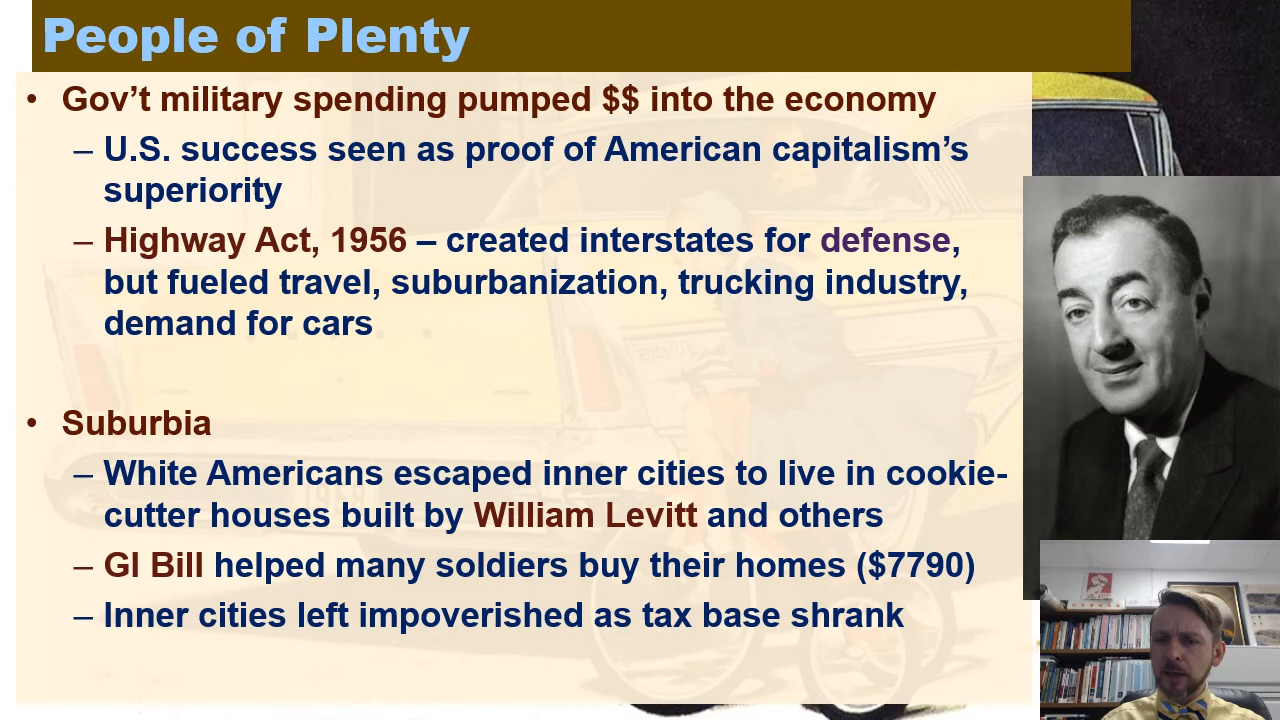 People of Plenty
• Gov’t military spending pumped $$ into the economy
– U.S. success seen as proof of American capitalism’s
superiority
– Highway Act, 1956 – created interstates for defense,
but fueled travel, suburbanization, trucking industry,
demand for cars
• Suburbia
– White Americans escaped inner cities to live in cookie-
cutter houses built by William Levitt and others
– GI Bill helped many soldiers buy their homes ($7790)
– Inner cities left impoverished as tax base shrank